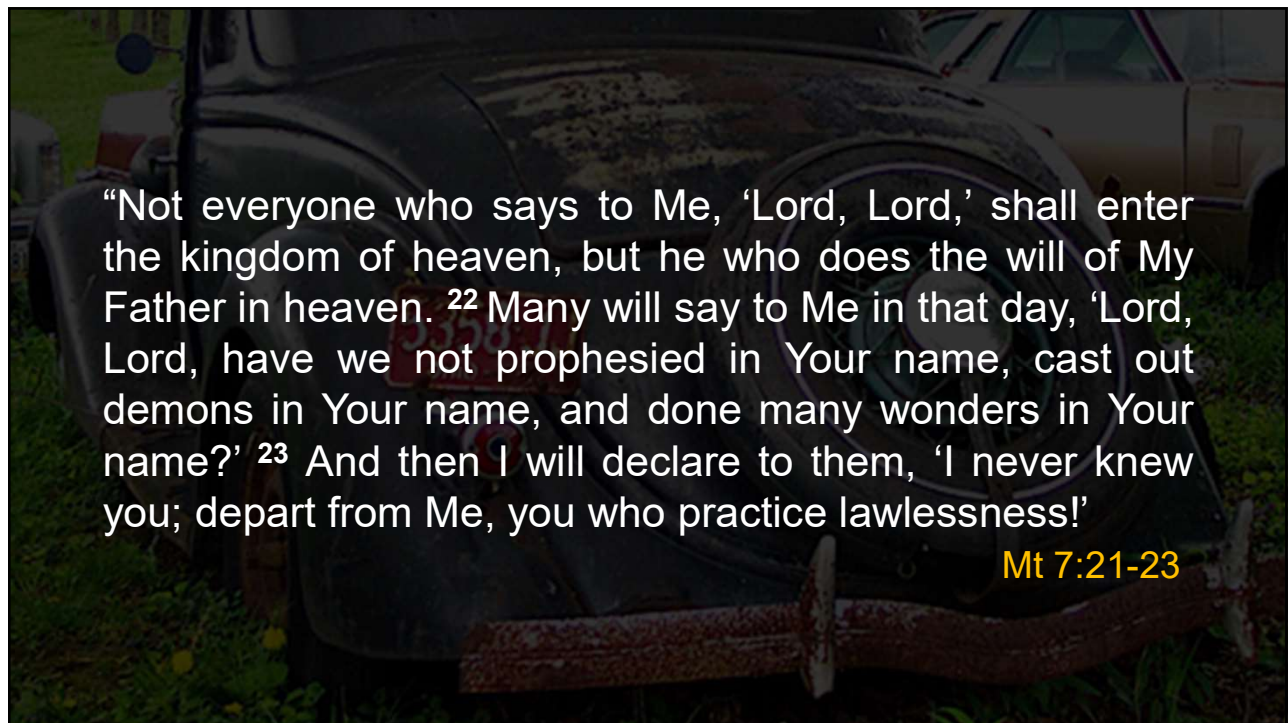 “Not everyone who says to Me, ‘Lord, Lord,’ shall enter
the kingdom of heaven, but he who does the will of My
Father in heaven. 22 Many will say to Me in that day, ‘Lord,
Lord, have we not prophesied in Your name, cast out
demons in Your name, and done many wonders in Your
name?’ 23 And then I will declare to them, ‘I never knew
you; depart from Me, you who practice lawlessness!’
Mt 7:21-23